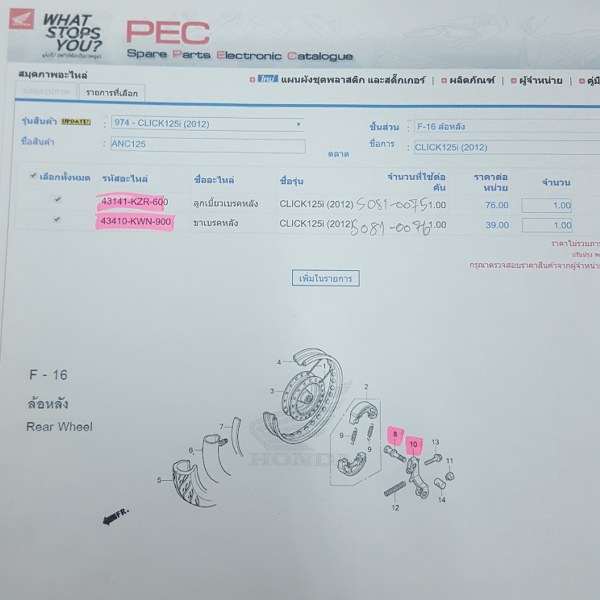 HONDA
WHAT
STOPS
YOU?
PEC
Spare Parts Electronic Catalogue
สมุดภาพอะไหล่
ใหม่ แผนผังชุดพลาสติก และสติ๊กเกอร์ ผลิตภัณฑ์ ผู้จำหน่าย คู่มื
รายการที่เลือก
รุ่นสินค้า UPDATE! : 974 - CLICK125i (2012) ชิ้นส่วน : F-16 ล้อหลัง
ชื่อสินค้า : ANC125 ตลาด ชื่อการ : CLICK125i (2012)
เลือกทั้งหมด รหัสอะไหล่ ชื่ออะไหล่ ชื่อรุ่น จำนวนที่ใช้ต่อคัน ราคาต่อหน่วย จำนวน
43141-KZR-600 ลูกเบี้ยวเบรคหลัง CLICK125i (2012) 5081-0075 1.00 76.00 1.00
43410-KWN-900 ขาเบรคหลัง CLICK125i (2012) 5081-0076 1.00 39.00 1.00
ราคาไม่รวมภา
กรุณาตรวจสอบราคาสินค้าจากผู้จำหน่า
เพิ่มในรายการ
F - 16
ล้อหลัง
Rear Wheel
4
1
3
2
7
9
9
8
10
13
6
11
5
12
14
HONDA
FR.